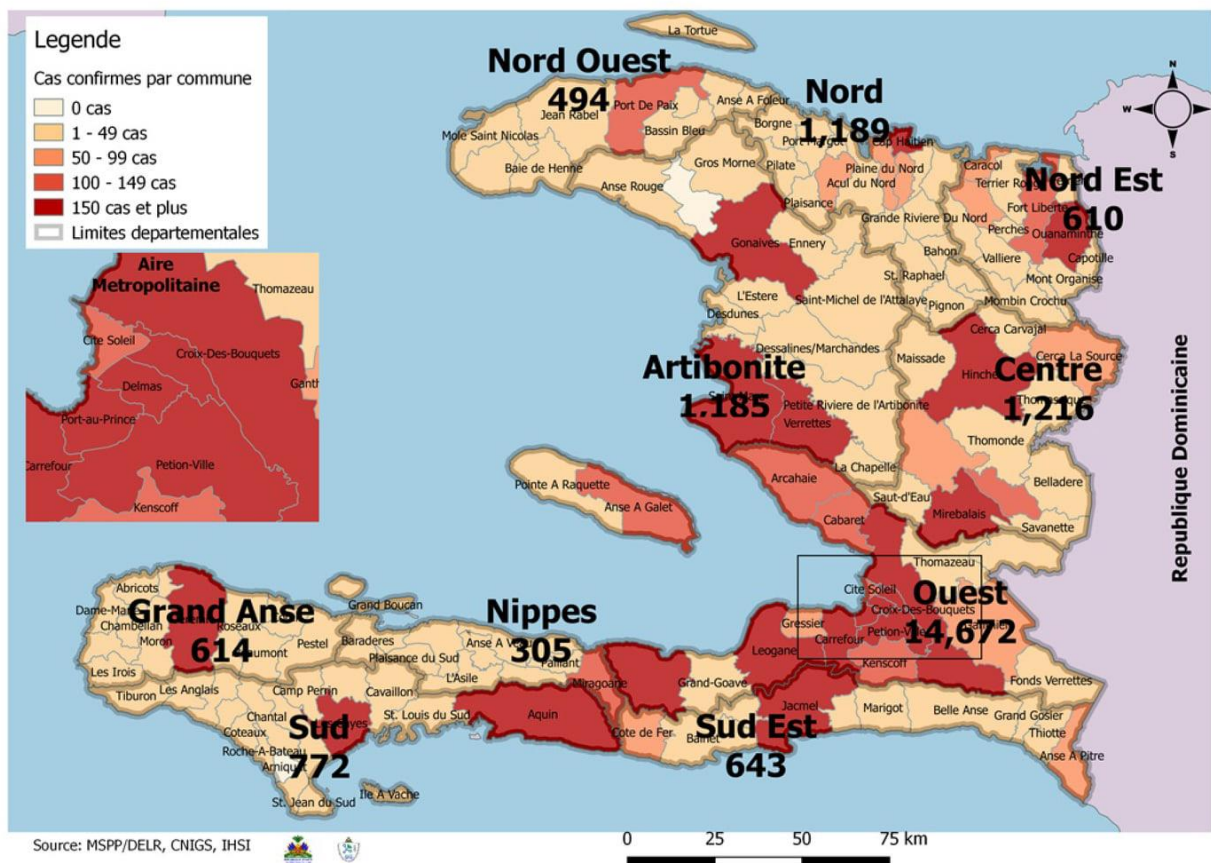 Legende
Cas confirmes par commune
0 cas
1 - 49 cas
50 - 99 cas
100 - 149 cas
150 cas et plus
Limites departementales
Aire
Metropolitaine
Thomazeau
Cite Soleil
Croix-Des-Bouquets
Delmas
Port-au-Prince
Carrefour
Petion-Ville
Kenscoff
La Tortue
Nord Ouest
494
Port De Paix
Jean Rabel
Anse A Foleur
Bassin Bleu
Mole Saint Nicolas
Baie de Henne
Nord
1,189
Borgne
Port Margot
Cap Haitien
Pilate
Plaine du Nord
Acul du Nord
Plaisance
Grande Riviere Du Nord
Bahon
St. Raphael
Pignon
N
W
E
S
Nord Est
610
Caracol
Terrier Rouge
Fort Liberte
Perches
Ouanaminthe
Capotille
Valliere
Mont Organise
Mombin Crochu
Gros Morne
Anse Rouge
Gonaives
Ennery
L'Estere
Saint-Michel de l'Attalaye
Desdunes
Dessalines/Marchandes
Artibonite
1.185
Petite Riviere de l'Artibonite
Verrettes
La Chapelle
Cerca Carvajal
Maissade
Cerca La Source
Centre
1,216
Thomonde
Belladere
Saut-d'Eau
Mirebalais
Savanette
Republique Dominicaine
Pointe A Raquette
Anse A Galet
Arcahaie
Cabaret
Thomazeau
Cite Soleil
Ouest
14,672
Croix-Des-Bouquets
Gressier
Carrefour
Petion-Ville
Leogane
Kenscoff
Grand-Goave
Fonds Verrettes
Abricots
Grand Anse
614
Chambellan
Moron
Roseaux
Pestel
Les Irois
Grand Boucan
Nippes
305
Baraderes
Plaisance du Sud
Paillant
L'Asile
Miragoane
Tiburon
Les Anglais
Camp Perrin
Cavaillon
Chantal
St. Louis du Sud
Aquin
Coteaux
Sud
772
Roche-A-Bateau
Arniquet
St. Jean du Sud
Ile A Vache
Cote de Fer
Bainet
Sud Est
643
Jacmel
Marigot
Belle Anse
Grand Gosier
Thiotte
Anse A Pitre
Source: MSPP/DELR, CNIGS, IHSI
0 25 50 75 km